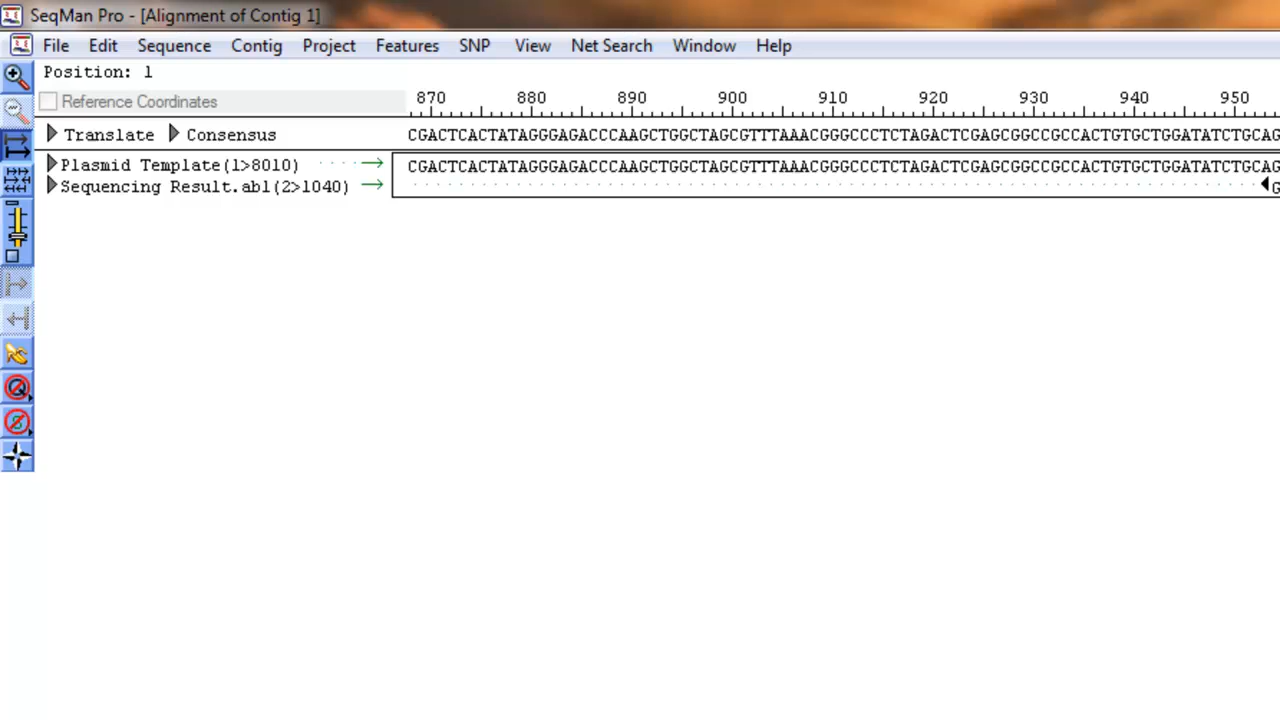 SeqMan Pro - [Alignment of Contig 1]
File Edit Sequence Contig Project Features SNP View Net Search Window Help
Position: 1
Reference Coordinates 870 880 890 900 910 920 930 940 950
Translate Consensus CGACTCACTATAGGGAGACCCAAGCTGGCTAGCGTTTAAACGGGCCCTCTAGACTCGAGCGGCCGCCACTGTGCTGGATATCTGCAG
Plasmid Template(1>8010) CGACTCACTATAGGGAGACCCAAGCTGGCTAGCGTTTAAACGGGCCCTCTAGACTCGAGCGGCCGCCACTGTGCTGGATATCTGCAG
Sequencing Result.ab1(2>1040) G